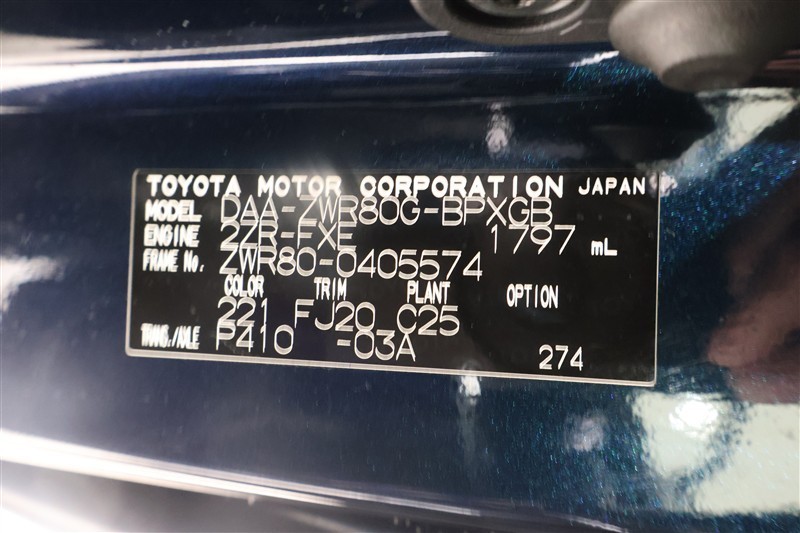 TOYOTA MOTOR CORPORATION JAPAN
MODEL DAA-ZWR80G-BPXGB
ENGINE 2ZR-FXE 1797 mL
FRAME No. ZWR80-0405574
COLOR TRIM PLANT OPTION
221 FJ20 C25
TRANS./AXLE P410 -03A 274